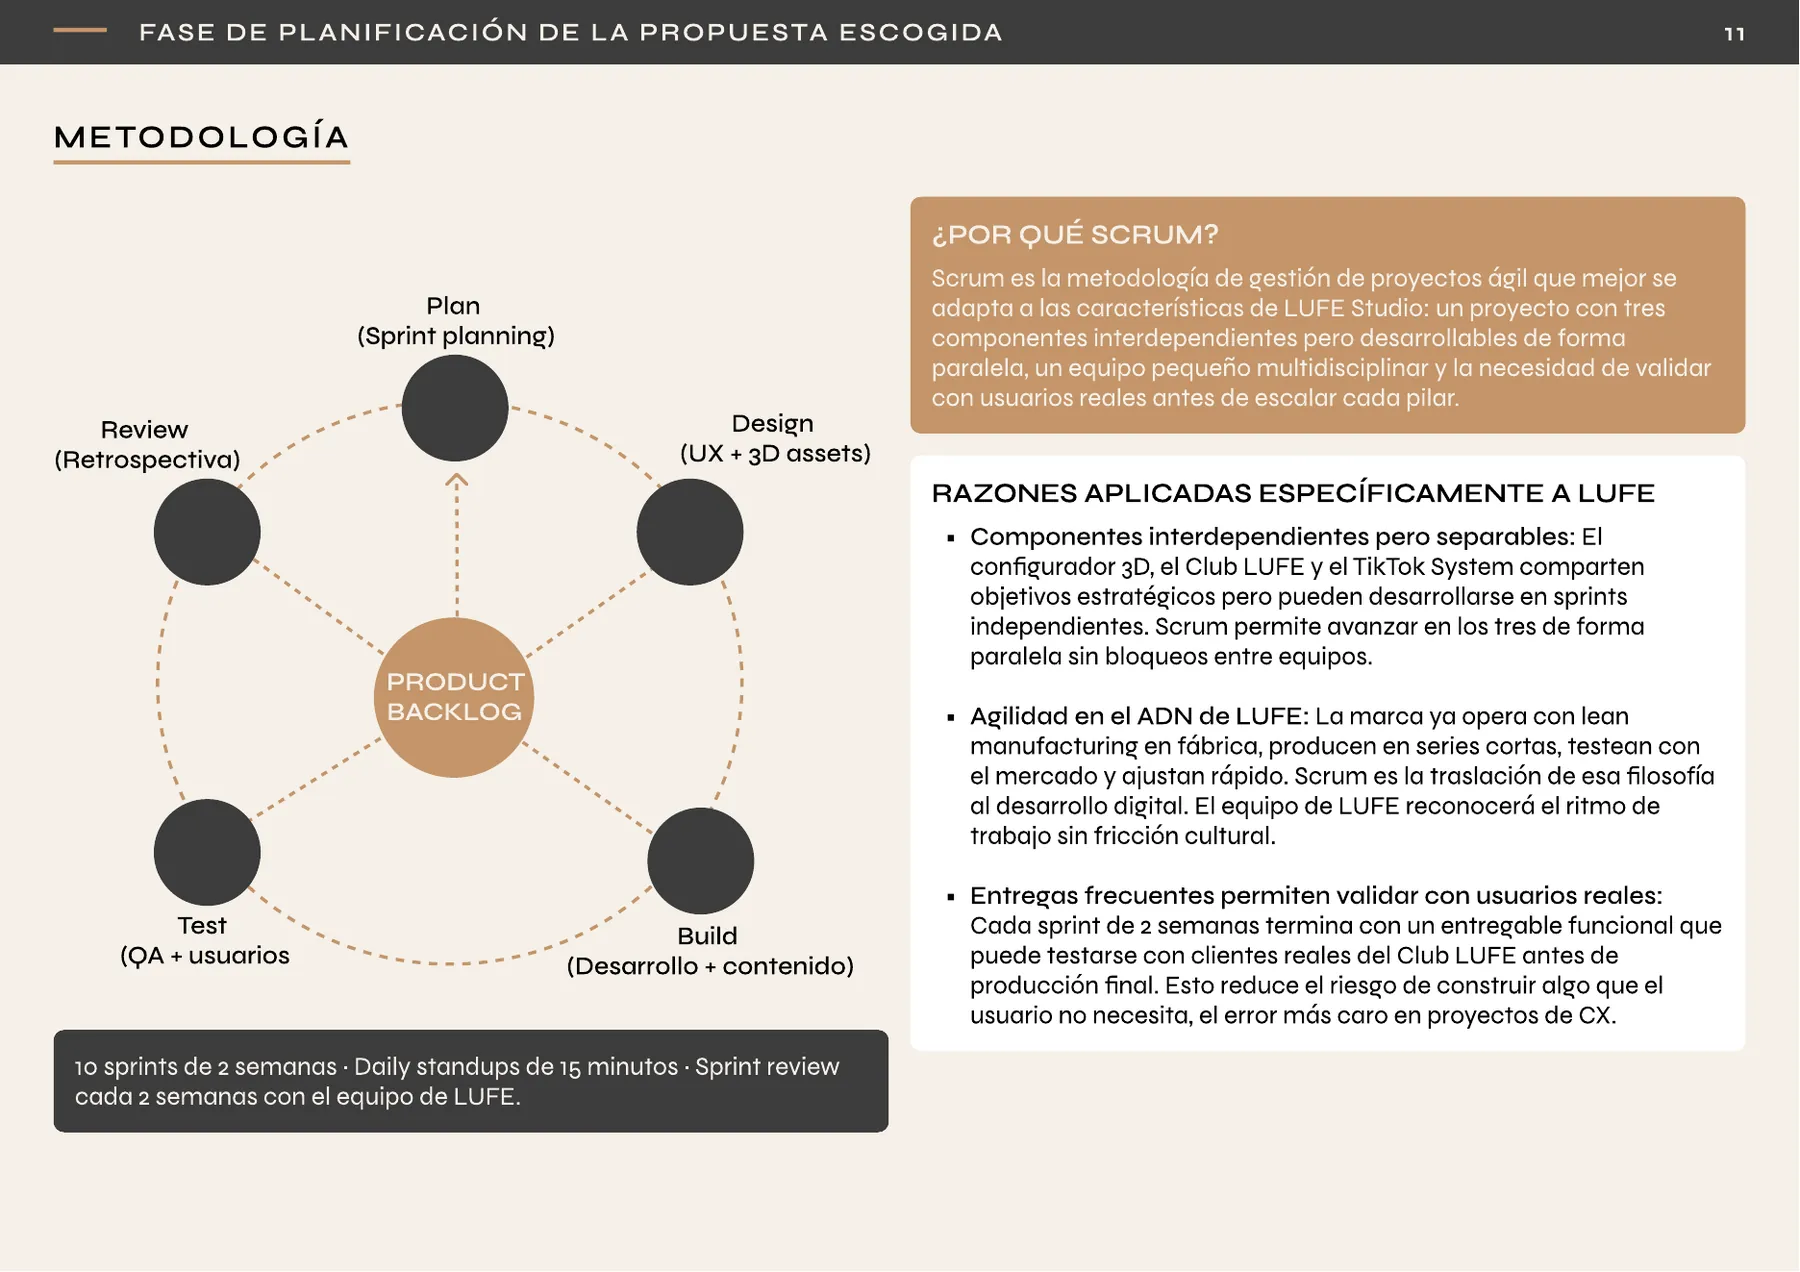 FASE DE PLANIFICACIÓN DE LA PROPUESTA ESCOGIDA
11
METODOLOGÍA
Plan
(Sprint planning)
Design
(UX + 3D assets)
Review
(Retrospectiva)
PRODUCT
BACKLOG
Test
(QA + usuarios
Build
(Desarrollo + contenido)
10 sprints de 2 semanas · Daily standups de 15 minutos · Sprint review
cada 2 semanas con el equipo de LUFE.
¿POR QUÉ SCRUM?
Scrum es la metodología de gestión de proyectos ágil que mejor se
adapta a las características de LUFE Studio: un proyecto con tres
componentes interdependientes pero desarrollables de forma
paralela, un equipo pequeño multidisciplinar y la necesidad de validar
con usuarios reales antes de escalar cada pilar.
RAZONES APLICADAS ESPECÍFICAMENTE A LUFE
▪ Componentes interdependientes pero separables: El
configurador 3D, el Club LUFE y el TikTok System comparten
objetivos estratégicos pero pueden desarrollarse en sprints
independientes. Scrum permite avanzar en los tres de forma
paralela sin bloqueos entre equipos.
▪ Agilidad en el ADN de LUFE: La marca ya opera con lean
manufacturing en fábrica, producen en series cortas, testean con
el mercado y ajustan rápido. Scrum es la traslación de esa filosofía
al desarrollo digital. El equipo de LUFE reconocerá el ritmo de
trabajo sin fricción cultural.
▪ Entregas frecuentes permiten validar con usuarios reales:
Cada sprint de 2 semanas termina con un entregable funcional que
puede testarse con clientes reales del Club LUFE antes de
producción final. Esto reduce el riesgo de construir algo que el
usuario no necesita, el error más caro en proyectos de CX.